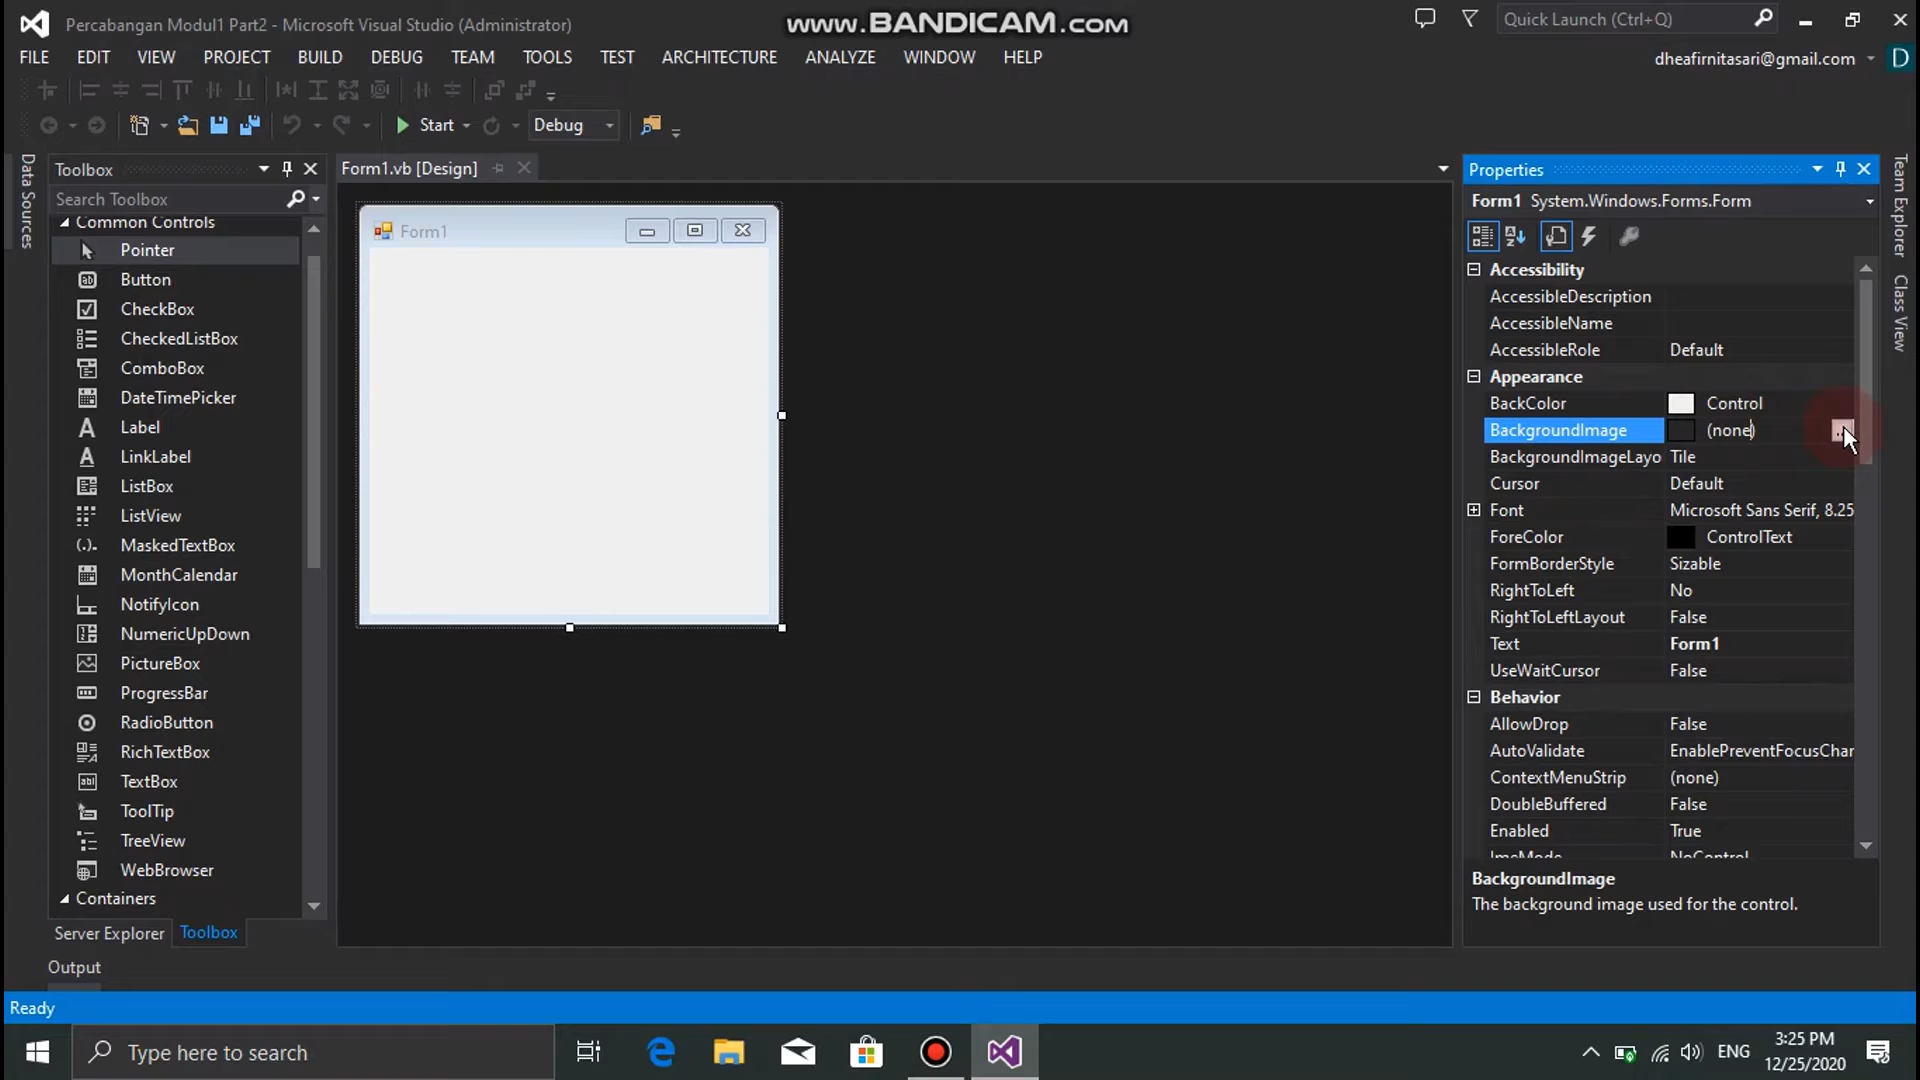 Percabangan Modul1 Part2 - Microsoft Visual Studio (Administrator)
www.BANDICAM.com
Quick Launch (Ctrl+Q)
FILE EDIT VIEW PROJECT BUILD DEBUG TEAM TOOLS TEST ARCHITECTURE ANALYZE WINDOW HELP
dheafirnitasari@gmail.com D
Start Debug
Data Sources
Toolbox
Search Toolbox
Common Controls
Pointer
Button
CheckBox
CheckedListBox
ComboBox
DateTimePicker
Label
LinkLabel
ListBox
ListView
MaskedTextBox
MonthCalendar
NotifyIcon
NumericUpDown
PictureBox
ProgressBar
RadioButton
RichTextBox
TextBox
ToolTip
TreeView
WebBrowser
Containers
Server Explorer Toolbox
Output
Form1.vb [Design]
Form1
Properties
Form1 System.Windows.Forms.Form
Accessibility
AccessibleDescription
AccessibleName
AccessibleRole Default
Appearance
BackColor Control
BackgroundImage (none)
BackgroundImageLayo Tile
Cursor Default
Font Microsoft Sans Serif, 8.25
ForeColor ControlText
FormBorderStyle Sizable
RightToLeft No
RightToLeftLayout False
Text Form1
UseWaitCursor False
Behavior
AllowDrop False
AutoValidate EnablePreventFocusChar
ContextMenuStrip (none)
DoubleBuffered False
Enabled True
ImeMode NoControl
BackgroundImage
The background image used for the control.
Team Explorer
Class View
Ready
Type here to search
ENG
3:25 PM
12/25/2020